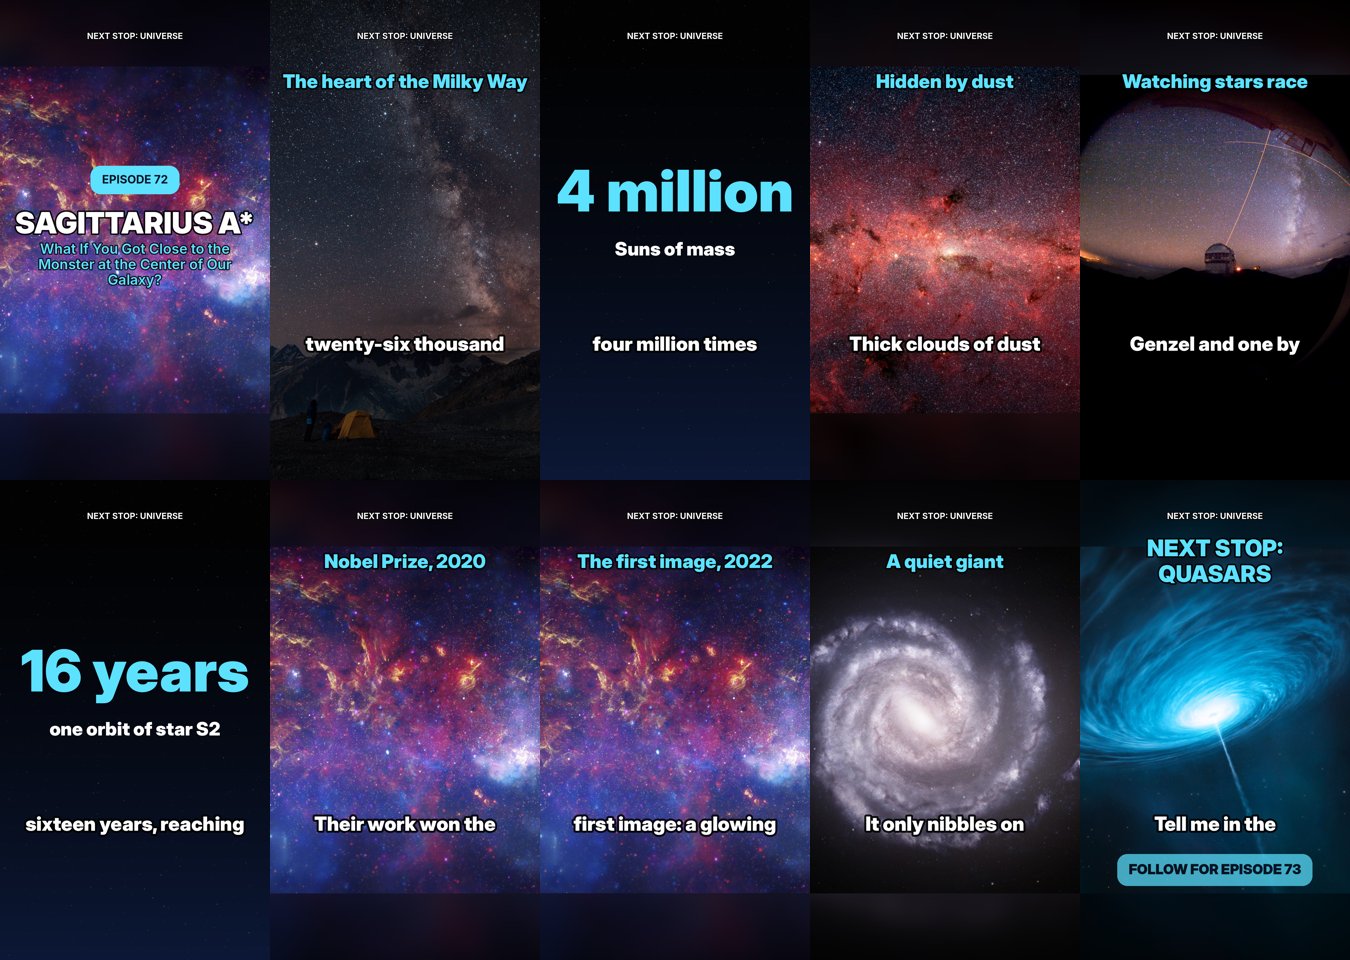 NEXT STOP: UNIVERSE
EPISODE 72
SAGITTARIUS A*
What If You Got Close to the
Monster at the Center of Our
Galaxy?
NEXT STOP: UNIVERSE
The heart of the Milky Way
twenty-six thousand
NEXT STOP: UNIVERSE
4 million
Suns of mass
four million times
NEXT STOP: UNIVERSE
Hidden by dust
Thick clouds of dust
NEXT STOP: UNIVERSE
Watching stars race
Genzel and one by
NEXT STOP: UNIVERSE
16 years
one orbit of star S2
sixteen years, reaching
NEXT STOP: UNIVERSE
Nobel Prize, 2020
Their work won the
NEXT STOP: UNIVERSE
The first image, 2022
first image: a glowing
NEXT STOP: UNIVERSE
A quiet giant
It only nibbles on
NEXT STOP: UNIVERSE
NEXT STOP:
QUASARS
Tell me in the
FOLLOW FOR EPISODE 73